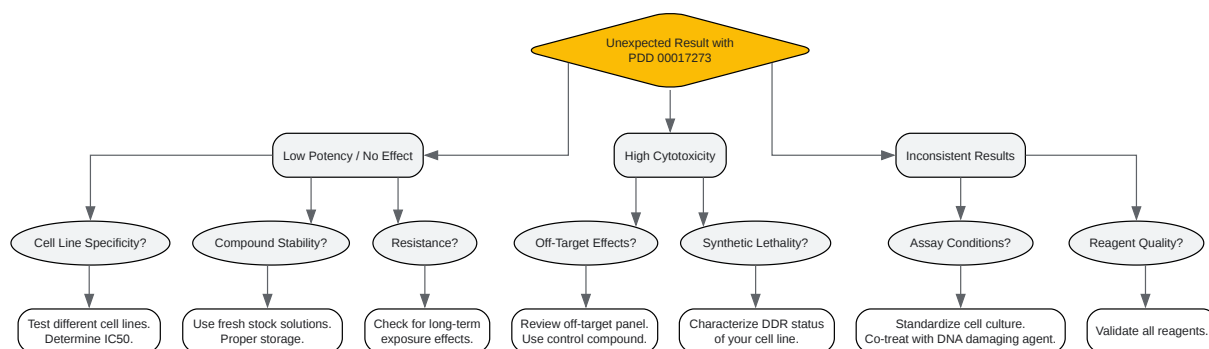 Unexpected Result with
PDD 00017273
Low Potency / No Effect
High Cytotoxicity
Inconsistent Results
Cell Line Specificity?
Compound Stability?
Resistance?
Off-Target Effects?
Synthetic Lethality?
Assay Conditions?
Reagent Quality?
Test different cell lines.
Determine IC50.
Use fresh stock solutions.
Proper storage.
Check for long-term
exposure effects.
Review off-target panel.
Use control compound.
Characterize DDR status
of your cell line.
Standardize cell culture.
Co-treat with DNA damaging agent.
Validate all reagents.